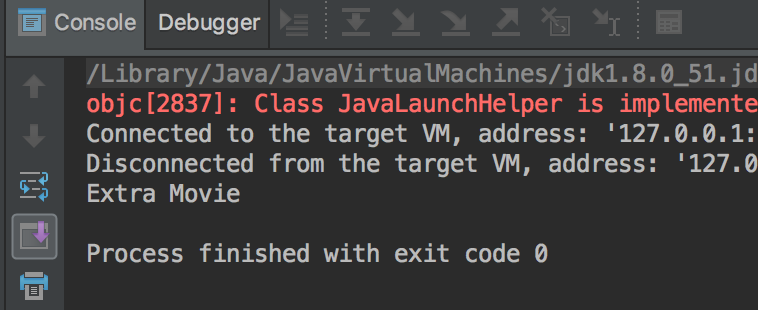 Console Debugger
/Library/Java/JavaVirtualMachines/jdk1.8.0_51.jd
objc[2837]: Class JavaLaunchHelper is implemente
Connected to the target VM, address: '127.0.0.1:
Disconnected from the target VM, address: '127.0
Extra Movie
Process finished with exit code 0